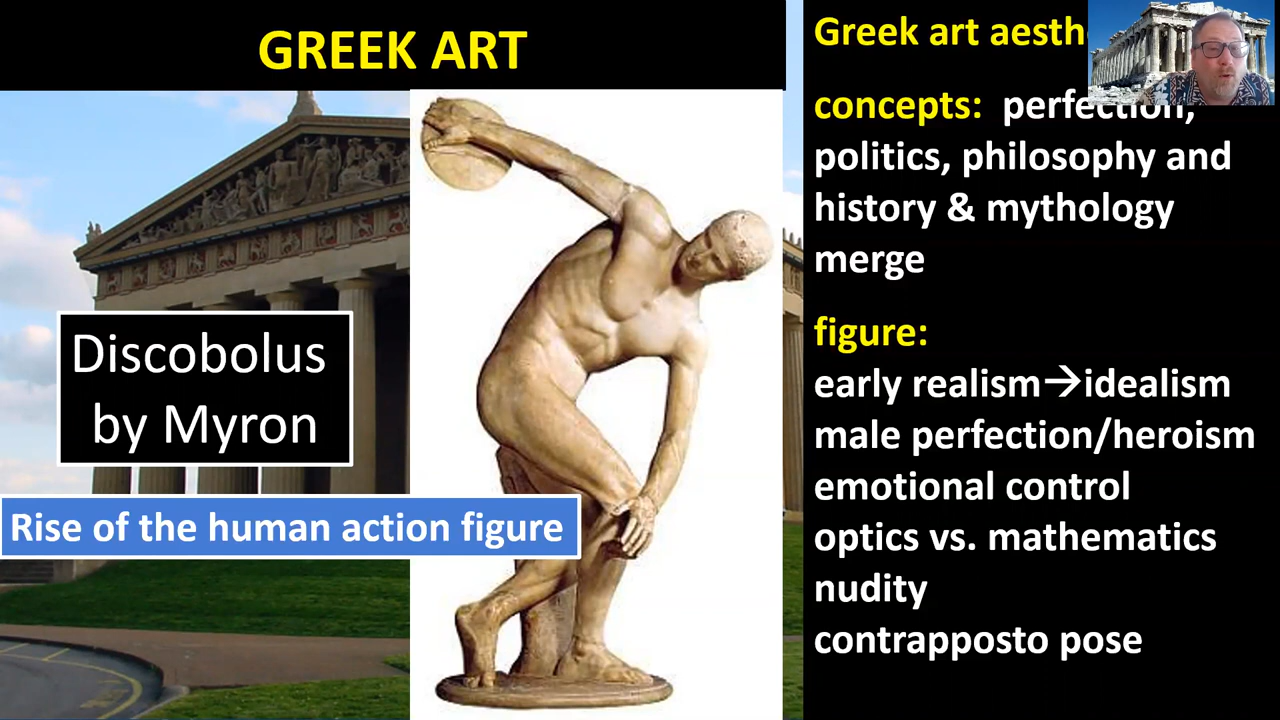 GREEK ART
Discobolus
by Myron
Rise of the human action figure
Greek art
concepts: perfection,
politics, philosophy and
history & mythology
merge
figure:
early realism→idealism
male perfection/heroism
emotional control
optics vs. mathematics
nudity
contrapposto pose